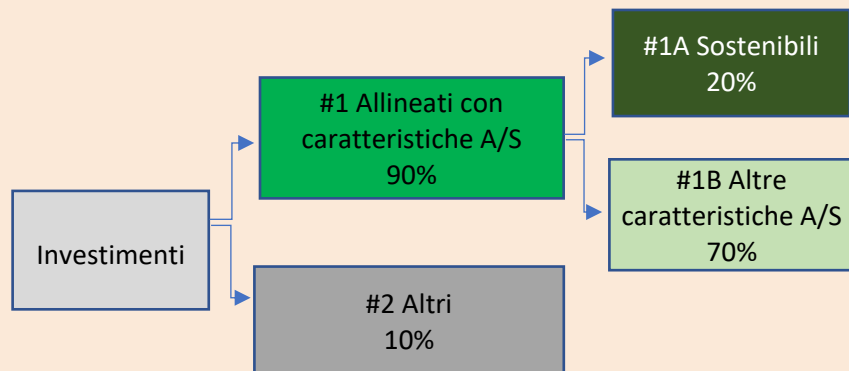 Investimenti
#1 Allineati con
caratteristiche A/S
90%
#2 Altri
10%
#1A Sostenibili
20%
#1B Altre
caratteristiche A/S
70%